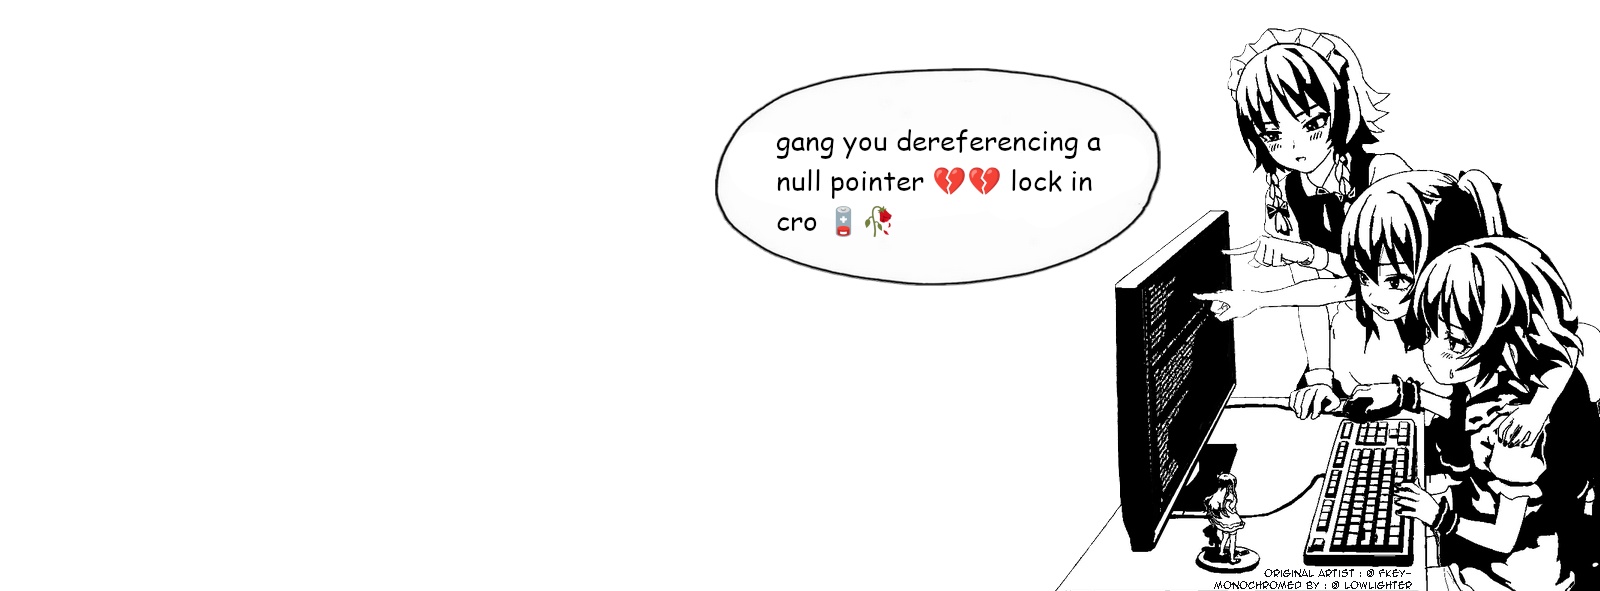 gang you dereferencing a
null pointer 💔💔 lock in
cro 🪫🥀
ORIGINAL ARTIST : @ FKEY-
MONOCHROMED BY : @ LOWLIGHTER